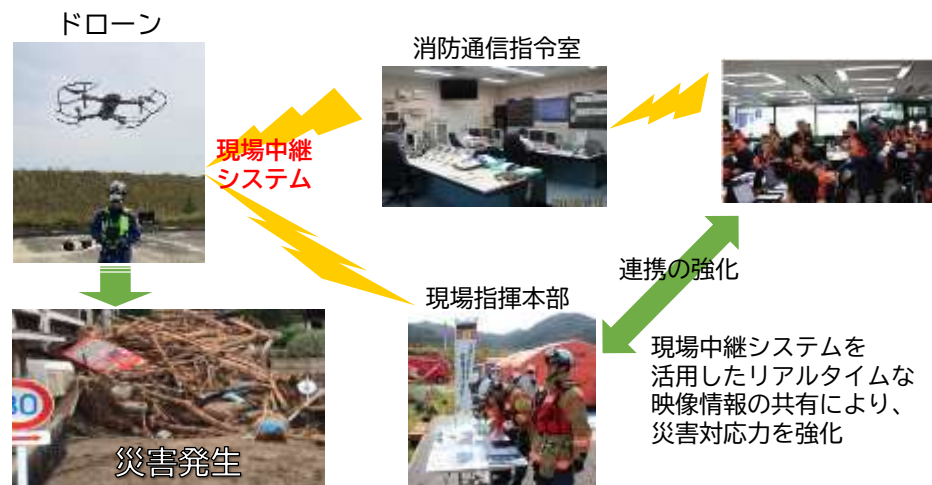 ドローン
消防通信指令室
現場中継
システム
連携の強化
現場指揮本部
現場中継システムを
活用したリアルタイムな
映像情報の共有により、
災害対応力を強化
災害発生